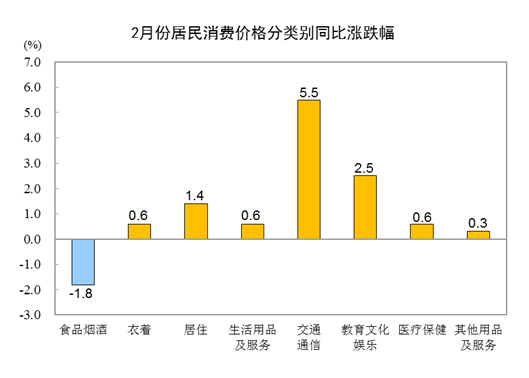 2月份居民消费价格分类别同比涨跌幅
(%)
7.0
6.0
5.0
4.0
3.0
2.0
1.0
0.0
-1.0
-2.0
-3.0
-1.8
0.6
1.4
0.6
5.5
2.5
0.6
0.3
食品烟酒
衣着
居住
生活用品
及服务
交通
通信
教育文化
娱乐
医疗保健
其他用品
及服务